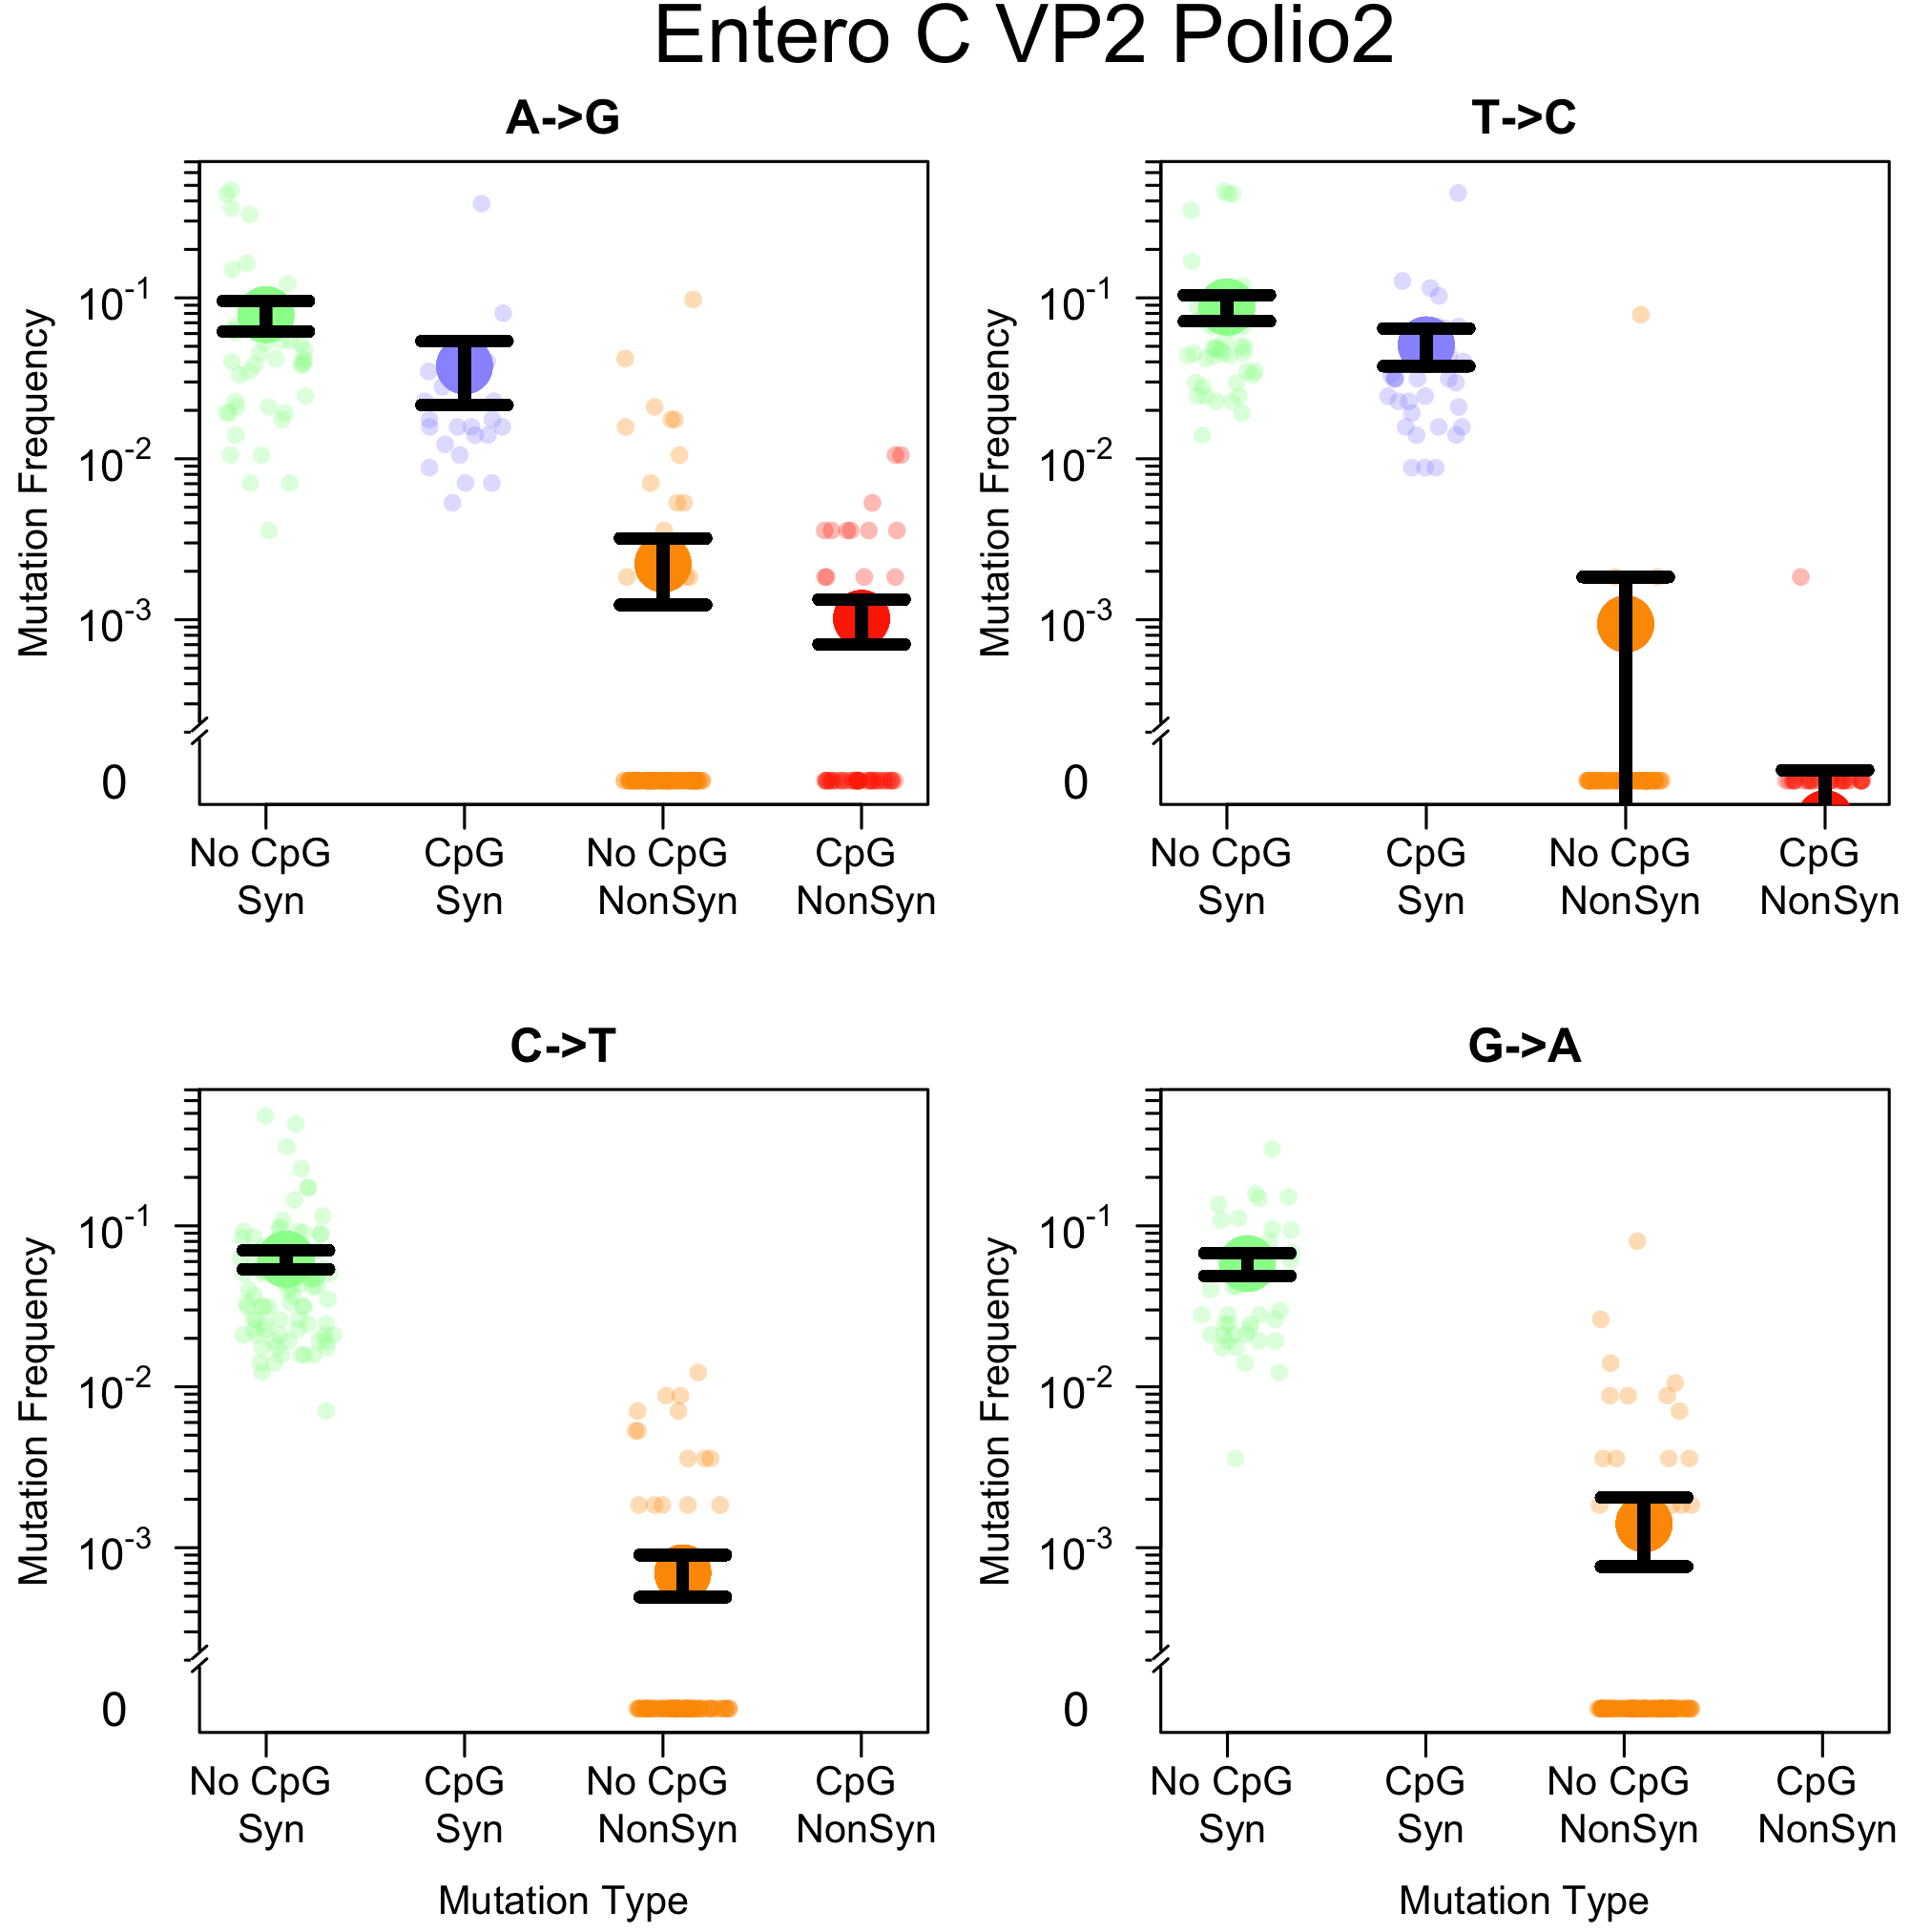 Entero C VP2 Polio2
A->G
Mutation Frequency
10-1
10-2
10-3
0
No CpG CpG No CpG CpG
Syn Syn NonSyn NonSyn
T->C
Mutation Frequency
10-1
10-2
10-3
0
No CpG CpG No CpG CpG
Syn Syn NonSyn NonSyn
C->T
Mutation Frequency
10-1
10-2
10-3
0
No CpG CpG No CpG CpG
Syn Syn NonSyn NonSyn
Mutation Type
G->A
Mutation Frequency
10-1
10-2
10-3
0
No CpG CpG No CpG CpG
Syn Syn NonSyn NonSyn
Mutation Type